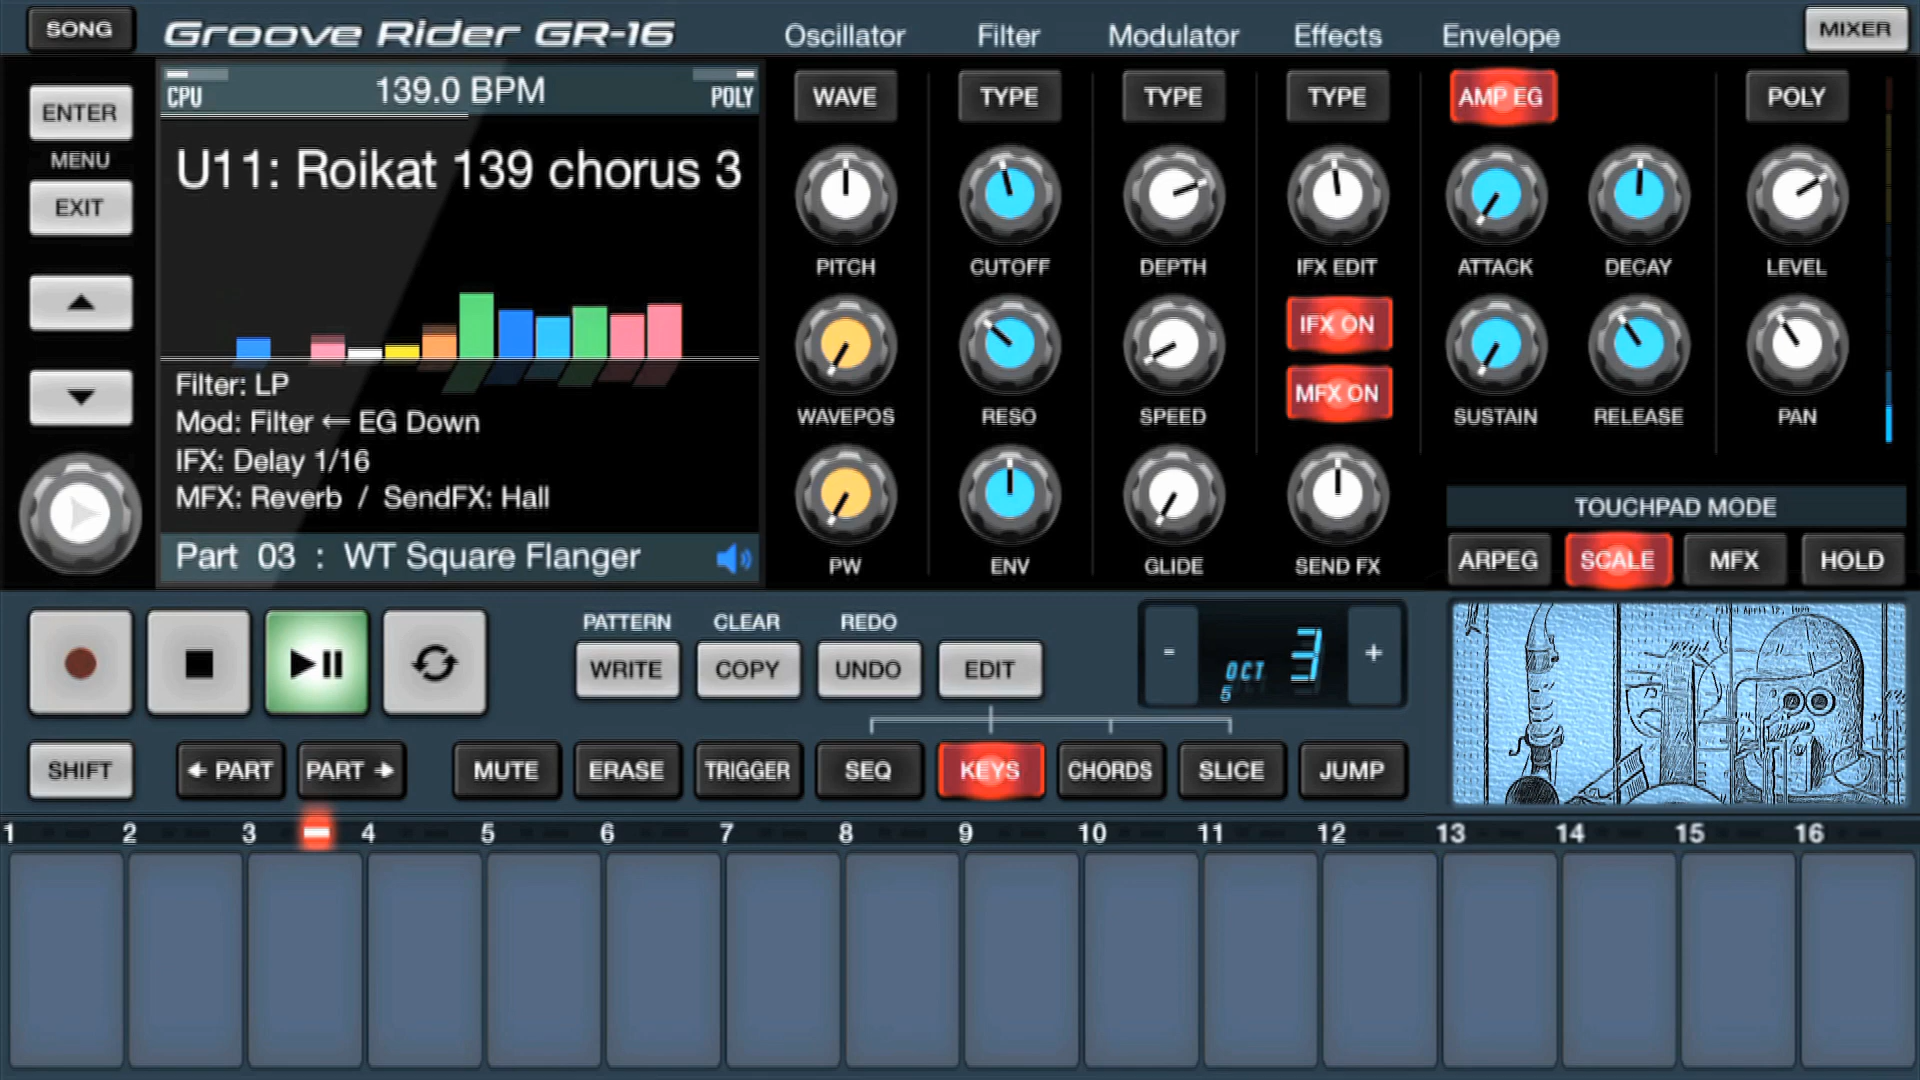 SONG
Groove Rider GR-16
Oscillator
Filter
Modulator
Effects
Envelope
MIXER
ENTER
MENU
EXIT
CPU
139.0 BPM
POLY
U11: Roikat 139 chorus 3
Filter: LP
Mod: Filter ⟸ EG Down
IFX: Delay 1/16
MFX: Reverb / SendFX: Hall
Part 03 : WT Square Flanger
WAVE
TYPE
TYPE
TYPE
AMP EG
POLY
PITCH
CUTOFF
DEPTH
IFX EDIT
ATTACK
DECAY
LEVEL
IFX ON
MFX ON
WAVEPOS
RESO
SPEED
SUSTAIN
RELEASE
PAN
PW
ENV
GLIDE
SEND FX
TOUCHPAD MODE
ARPEG
SCALE
MFX
HOLD
PATTERN
CLEAR
REDO
WRITE
COPY
UNDO
EDIT
-
OCT 3
5
+
SHIFT
← PART
PART →
MUTE
ERASE
TRIGGER
SEQ
KEYS
CHORDS
SLICE
JUMP
1 2 3 4 5 6 7 8 9 10 11 12 13 14 15 16